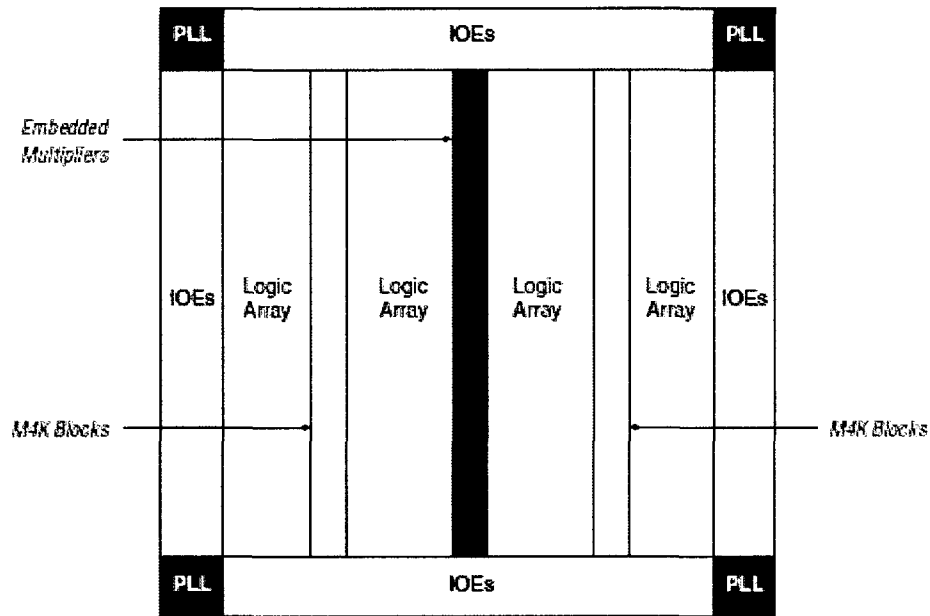 PLL IOEs PLL
Embedded
Multipliers
IOEs
Logic
Array
Logic
Array
Logic
Array
Logic
Array
IOEs
M4K Blocks
M4K Blocks
PLL IOEs PLL